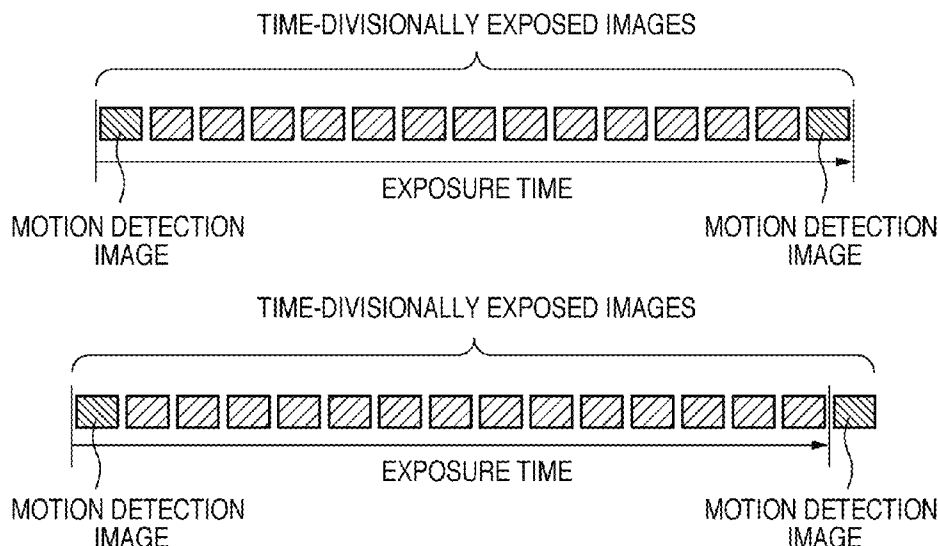 TIME-DIVISIONALLY EXPOSED IMAGES
EXPOSURE TIME
MOTION DETECTION
IMAGE
MOTION DETECTION
IMAGE
TIME-DIVISIONALLY EXPOSED IMAGES
EXPOSURE TIME
MOTION DETECTION
IMAGE
MOTION DETECTION
IMAGE